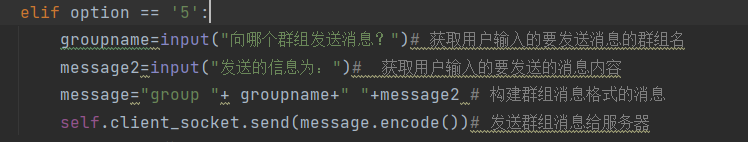 elif option == '5':
groupname=input("向哪个群组发送消息？")# 获取用户输入的要发送消息的群组名
message2=input("发送的信息为：")#  获取用户输入的要发送的消息内容
message="group "+ groupname+" "+message2 # 构建群组消息格式的消息
self.client_socket.send(message.encode())# 发送群组消息给服务器